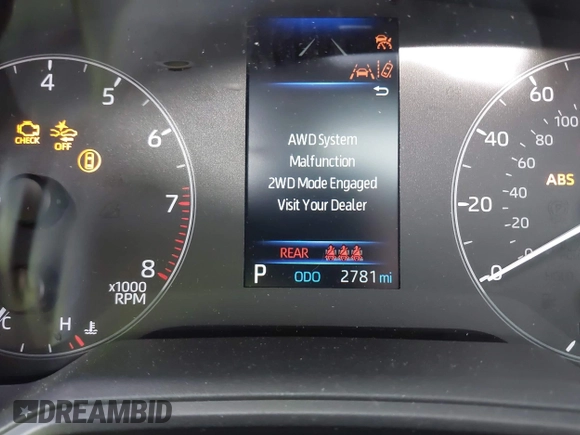 4
5
6
7
8
x1000
RPM
CHECK
OFF
C
H
AWD System
Malfunction
2WD Mode Engaged
Visit Your Dealer
REAR
P ODO 2781 mi
60
40
20
0
100
80
60
40
20
0
ABS
DREAMBID